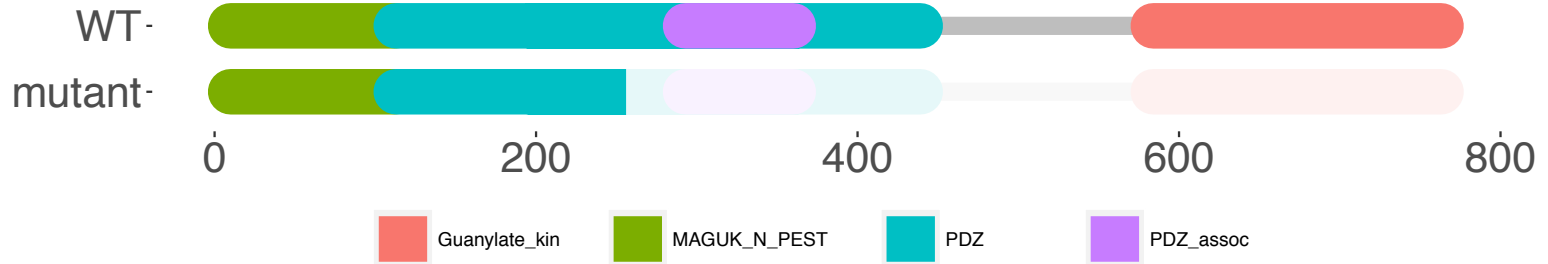 WT
mutant
0 200 400 600 800
Guanylate_kin MAGUK_N_PEST PDZ PDZ_assoc